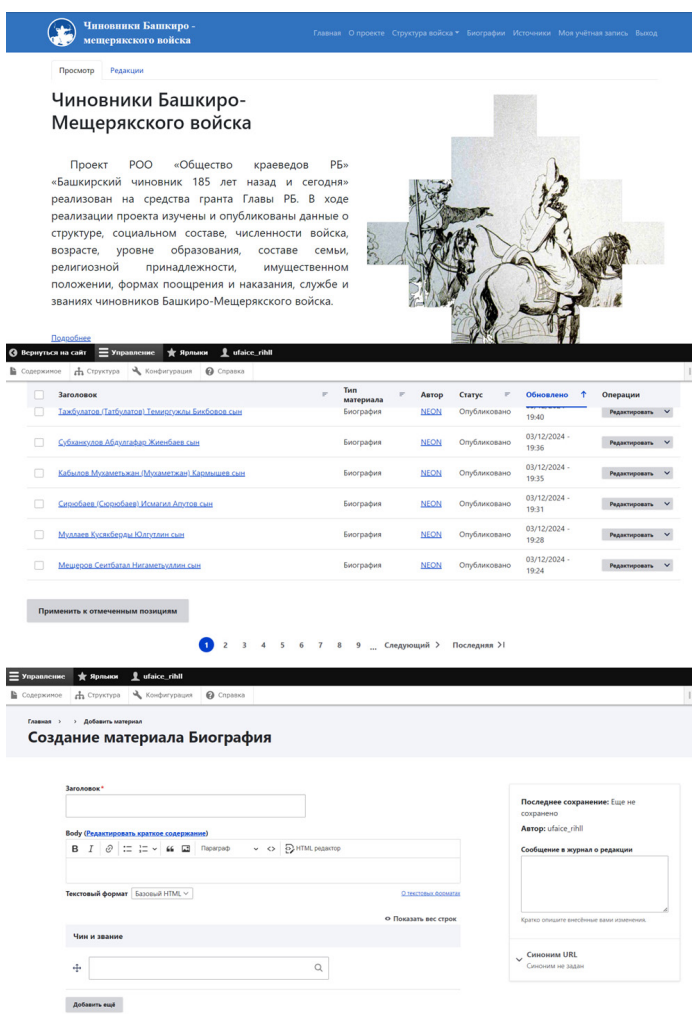 Чиновники Башкиро -
мещерякского войска
Главная О проекте Структура войска Биографии Источники Моя учётная запись Выход
Просмотр Редакции
Чиновники Башкиро-
Мещерякского войска
Проект РОО «Общество краеведов РБ»
«Башкирский чиновник 185 лет назад и сегодня»
реализован на средства гранта Главы РБ. В ходе
реализации проекта изучены и опубликованы данные о
структуре, социальном составе, численности войска,
возрасте, уровне образования, составе семьи,
религиозной принадлежности, имущественном
положении, формах поощрения и наказания, службе и
званиях чиновников Башкиро-Мещерякского войска.
Подробнее
Вернуться на сайт Управление Ярлыки ufaice_rihll
Содержимое Структура Конфигурация Справка
Заголовок Тип материала Автор Статус Обновлено Операции
Тажбулатов (Татбулатов) Темиргужлы Бикбовов сын Биография NEON Опубликовано 19:40 Редактировать
Субханкулов Абдулгафар Жиенбаев сын Биография NEON Опубликовано 03/12/2024 - 19:36 Редактировать
Кабылов Мухаметьжан (Мухаметжан) Кармышев сын Биография NEON Опубликовано 03/12/2024 - 19:35 Редактировать
Сирюбаев (Сюрюбаев) Исмагил Апутов сын Биография NEON Опубликовано 03/12/2024 - 19:31 Редактировать
Муллаев Кусякберды Юлгутлин сын Биография NEON Опубликовано 03/12/2024 - 19:28 Редактировать
Мещеров Сеитбатал Нигаметьуллин сын Биография NEON Опубликовано 03/12/2024 - 19:24 Редактировать
Применить к отмеченным позициям
1 2 3 4 5 6 7 8 9 ... Следующий > Последняя >|
Управление Ярлыки ufaice_rihll
Содержимое Структура Конфигурация Справка
Главная › › Добавить материал
Создание материала Биография
Заголовок*
Body (Редактировать краткое содержание)
B I Параграф <> HTML редактор
Текстовый формат Базовый HTML О текстовых форматах
Показать вес строк
Чин и звание
Добавить ещё
Последнее сохранение: Еще не
сохранено
Автор: ufaice_rihll
Сообщение в журнал о редакции
Кратко опишите внесённые вами изменения.
Синоним URL
Синоним не задан